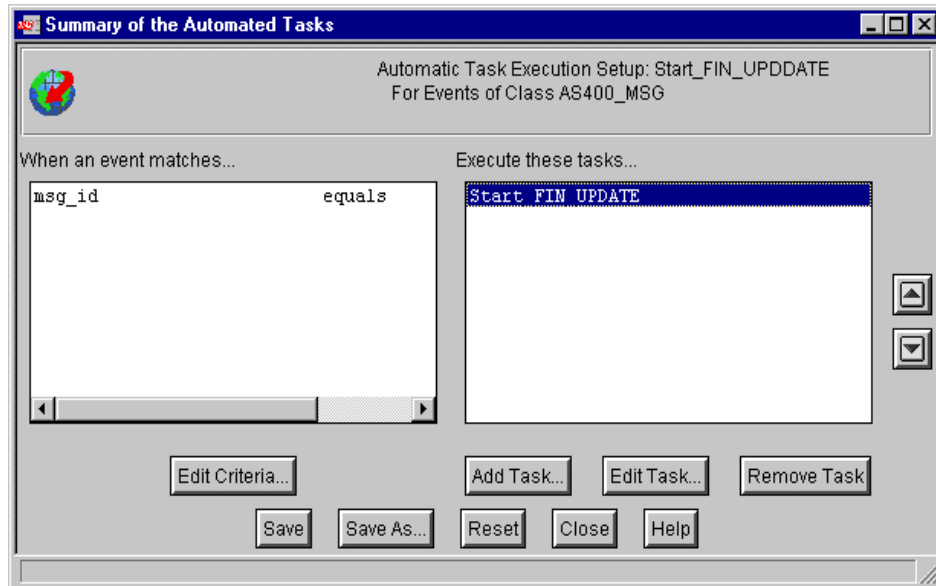 Summary of the Automated Tasks
Automatic Task Execution Setup: Start_FIN_UPDDATE
For Events of Class AS400_MSG
When an event matches...
Execute these tasks...
msg_id equals
Start FIN UPDATE
Edit Criteria...
Add Task...
Edit Task...
Remove Task
Save
Save As...
Reset
Close
Help